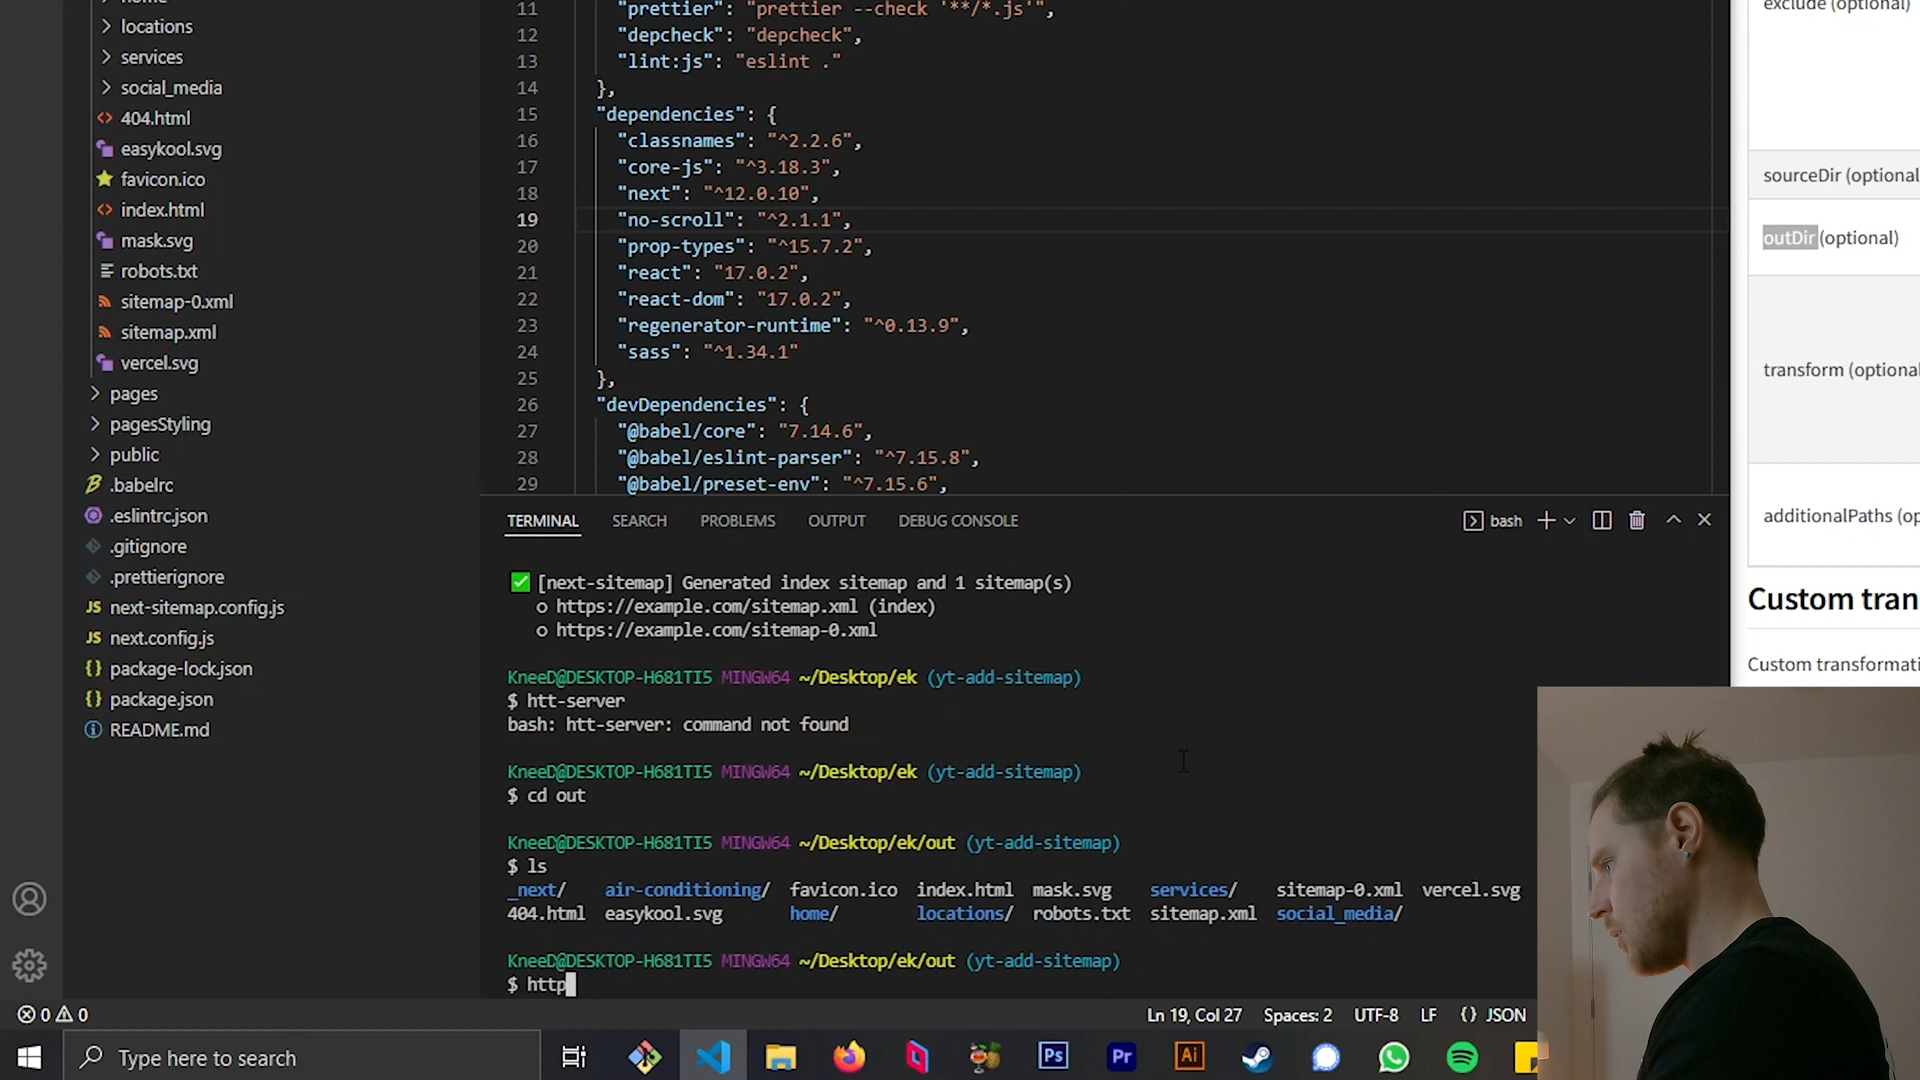 home
locations
services
social_media
404.html
easykool.svg
favicon.ico
index.html
mask.svg
robots.txt
sitemap-0.xml
sitemap.xml
vercel.svg
pages
pagesStyling
public
.babelrc
.eslintrc.json
.gitignore
.prettierignore
next-sitemap.config.js
next.config.js
package-lock.json
package.json
README.md
11 "prettier": "prettier --check '**/*.js'",
12 "depcheck": "depcheck",
13 "lint:js": "eslint ."
14 },
15 "dependencies": {
16 "classnames": "^2.2.6",
17 "core-js": "^3.18.3",
18 "next": "^12.0.10",
19 "no-scroll": "^2.1.1",
20 "prop-types": "^15.7.2",
21 "react": "17.0.2",
22 "react-dom": "17.0.2",
23 "regenerator-runtime": "^0.13.9",
24 "sass": "^1.34.1"
25 },
26 "devDependencies": {
27 "@babel/core": "7.14.6",
28 "@babel/eslint-parser": "^7.15.8",
29 "@babel/preset-env": "^7.15.6",
TERMINAL SEARCH PROBLEMS OUTPUT DEBUG CONSOLE bash
[next-sitemap] Generated index sitemap and 1 sitemap(s)
○ https://example.com/sitemap.xml (index)
○ https://example.com/sitemap-0.xml
KneeD@DESKTOP-H681TI5 MINGW64 ~/Desktop/ek (yt-add-sitemap)
$ htt-server
bash: htt-server: command not found
KneeD@DESKTOP-H681TI5 MINGW64 ~/Desktop/ek (yt-add-sitemap)
$ cd out
KneeD@DESKTOP-H681TI5 MINGW64 ~/Desktop/ek/out (yt-add-sitemap)
$ ls
_next/ air-conditioning/ favicon.ico index.html mask.svg services/ sitemap-0.xml vercel.svg
404.html easykool.svg home/ locations/ robots.txt sitemap.xml social_media/
KneeD@DESKTOP-H681TI5 MINGW64 ~/Desktop/ek/out (yt-add-sitemap)
$ http
exclude (optional)
sourceDir (optional
outDir (optional)
transform (optional
additionalPaths (op
Custom tran
Custom transformati
0 0 Ln 19, Col 27 Spaces: 2 UTF-8 LF {} JSON
Type here to search
Ps Pr Ai